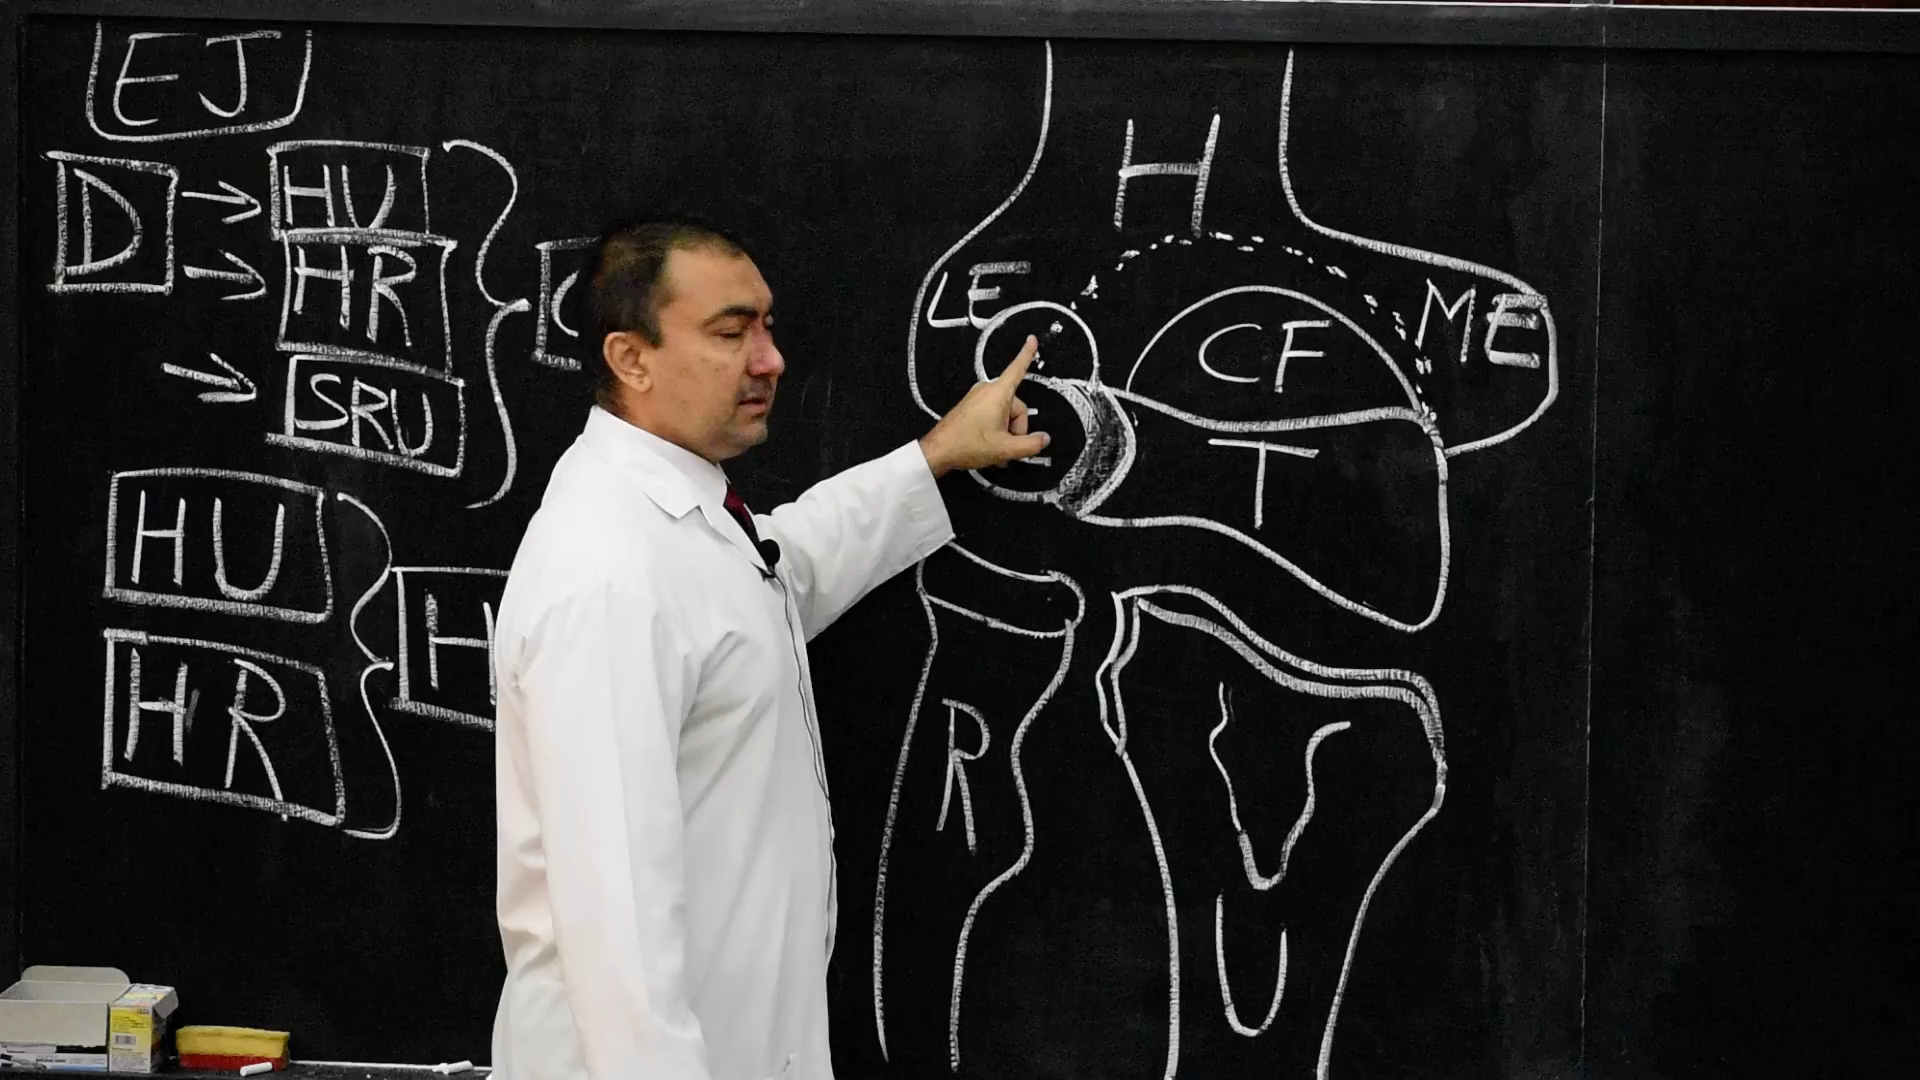 EJ
D → HU
→ HR
→ SRU
HU
HR
H
H
LE
ME
CF
T
R
U